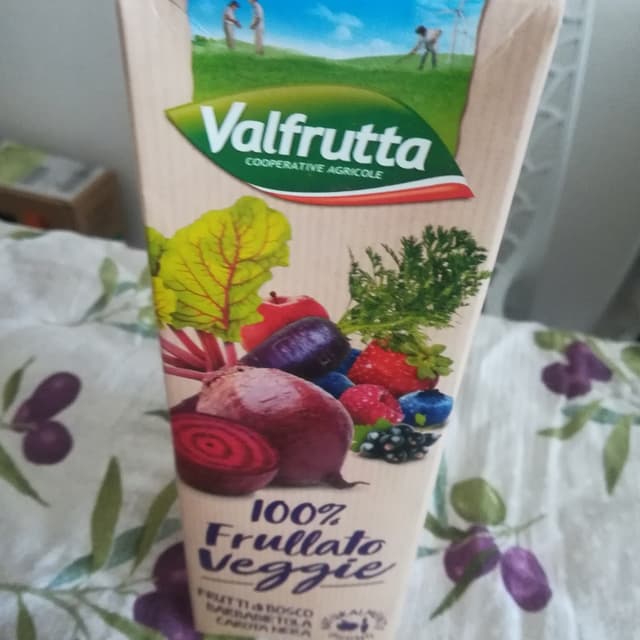 Valfrutta
COOPERATIVE AGRICOLE
100%
Frullato
Veggie
FRUTTI di BOSCO
BARBABIETOLA
CAROTA NERA